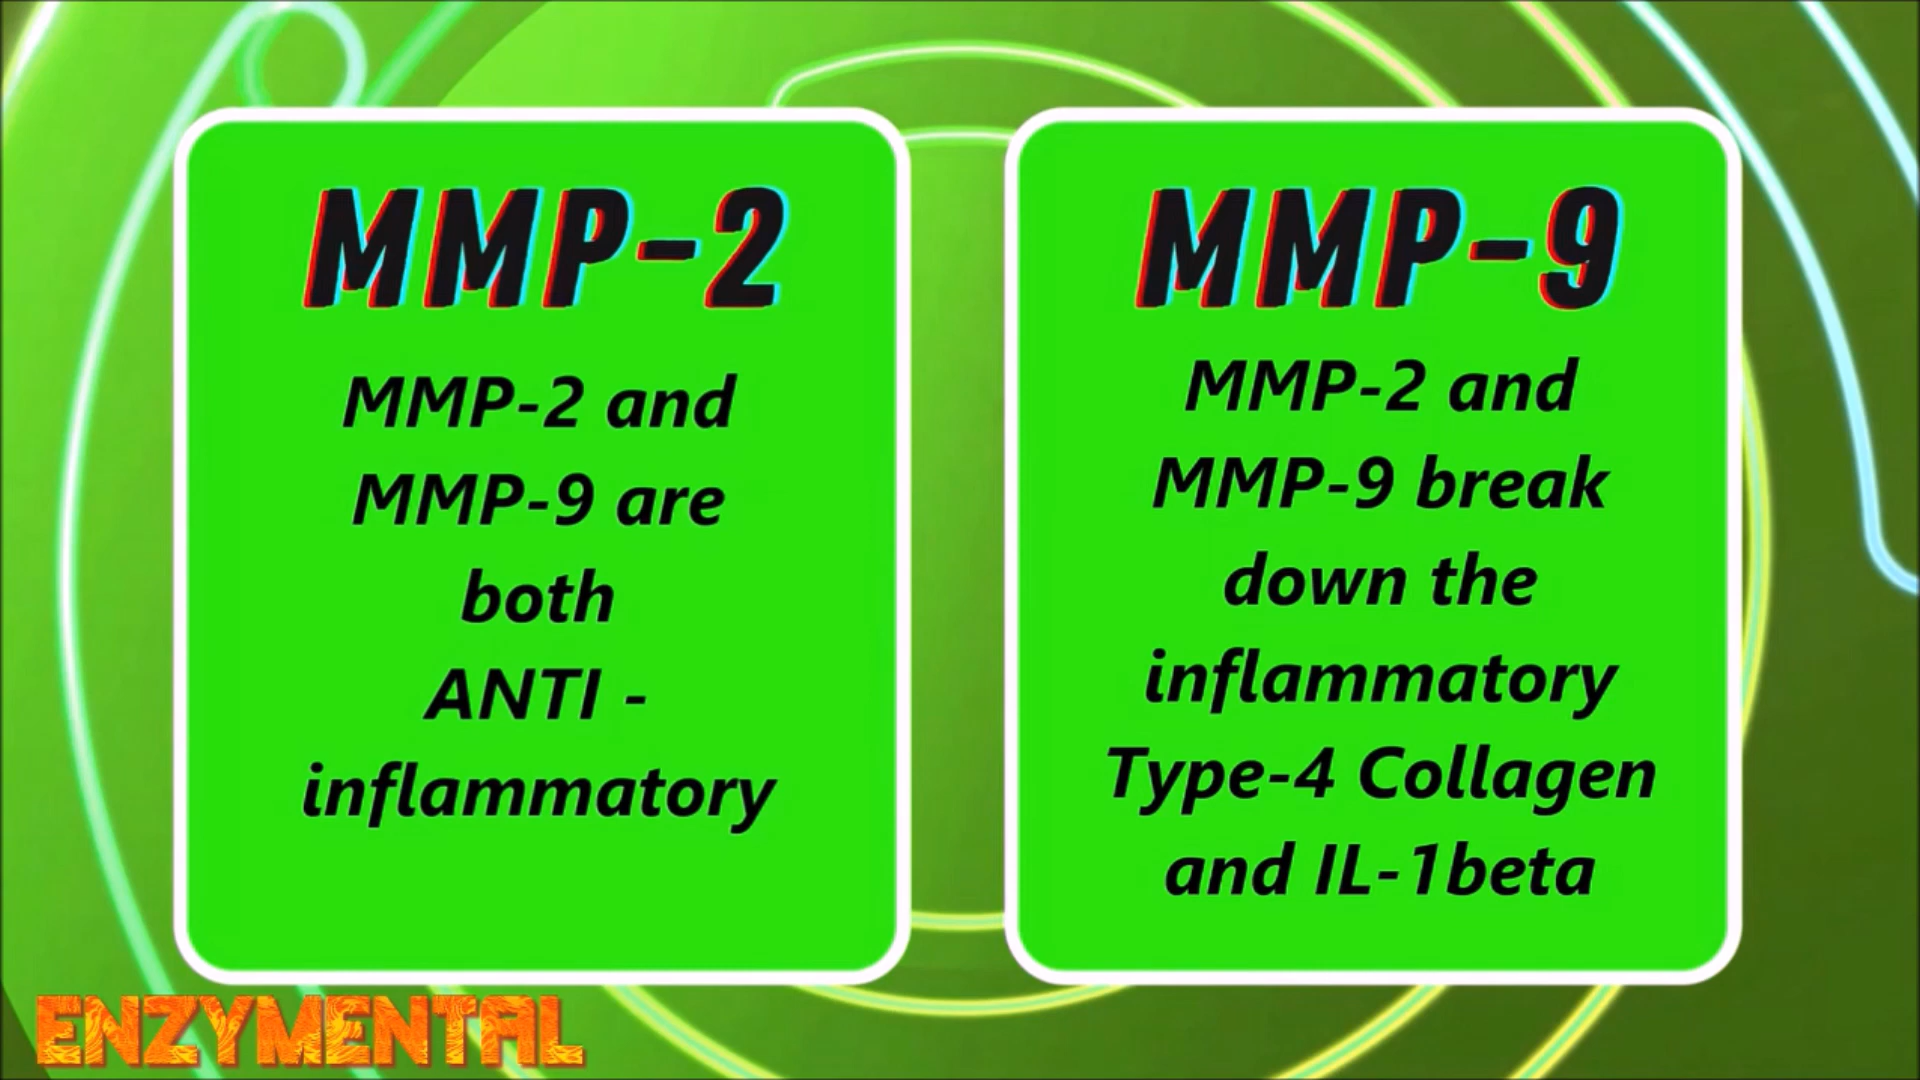 MMP-2
MMP-2 and
MMP-9 are
both
ANTI -
inflammatory
MMP-9
MMP-2 and
MMP-9 break
down the
inflammatory
Type-4 Collagen
and IL-1beta
ENZYMENTAL